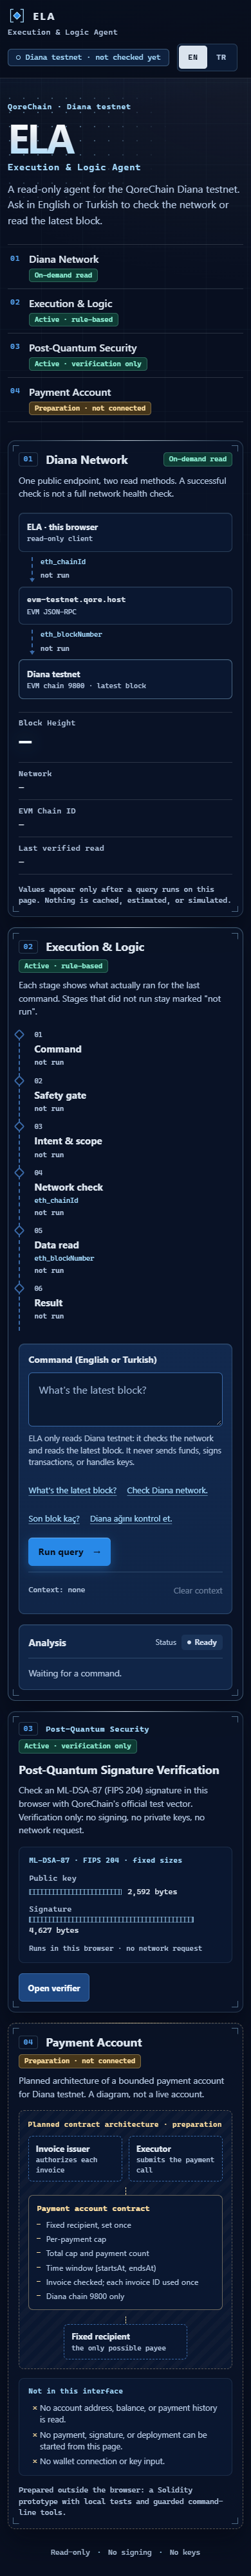 ELA
Execution & Logic Agent
Diana testnet · not checked yet
EN TR
QoreChain · Diana testnet
ELA
Execution & Logic Agent
A read-only agent for the QoreChain Diana testnet.
Ask in English or Turkish to check the network or
read the latest block.
01 Diana Network
On-demand read
02 Execution & Logic
Active · rule-based
03 Post-Quantum Security
Active · verification only
04 Payment Account
Preparation · not connected
01 Diana Network On-demand read
One public endpoint, two read methods. A successful
check is not a full network health check.
ELA · this browser
read-only client
eth_chainId
not run
evm-testnet.qore.host
EVM JSON-RPC
eth_blockNumber
not run
Diana testnet
EVM chain 9800 · latest block
Block Height
—
Network
—
EVM Chain ID
—
Last verified read
—
Values appear only after a query runs on this
page. Nothing is cached, estimated, or simulated.
02 Execution & Logic
Active · rule-based
Each stage shows what actually ran for the last
command. Stages that did not run stay marked "not
run".
01
Command
not run
02
Safety gate
not run
03
Intent & scope
not run
04
Network check
eth_chainId
not run
05
Data read
eth_blockNumber
not run
06
Result
not run
Command (English or Turkish)
What's the latest block?
ELA only reads Diana testnet: it checks the network
and reads the latest block. It never sends funds, signs
transactions, or handles keys.
What's the latest block? Check Diana network.
Son blok kaç? Diana ağını kontrol et.
Run query →
Context: none Clear context
Analysis Status Ready
Waiting for a command.
03 Post-Quantum Security
Active · verification only
Post-Quantum Signature Verification
Check an ML-DSA-87 (FIPS 204) signature in this
browser with QoreChain's official test vector.
Verification only: no signing, no private keys, no
network request.
ML-DSA-87 · FIPS 204 · fixed sizes
Public key
2,592 bytes
Signature
4,627 bytes
Runs in this browser · no network request
Open verifier
04 Payment Account
Preparation · not connected
Planned architecture of a bounded payment account
for Diana testnet. A diagram, not a live account.
Planned contract architecture · preparation
Invoice issuer
authorizes each
invoice
Executor
submits the payment
call
Payment account contract
– Fixed recipient, set once
– Per-payment cap
– Total cap and payment count
– Time window [startsAt, endsAt)
– Invoice checked; each invoice ID used once
– Diana chain 9800 only
Fixed recipient
the only possible payee
Not in this interface
× No account address, balance, or payment history
is read.
× No payment, signature, or deployment can be
started from this page.
× No wallet connection or key input.
Prepared outside the browser: a Solidity
prototype with local tests and guarded command-
line tools.
Read-only · No signing · No keys